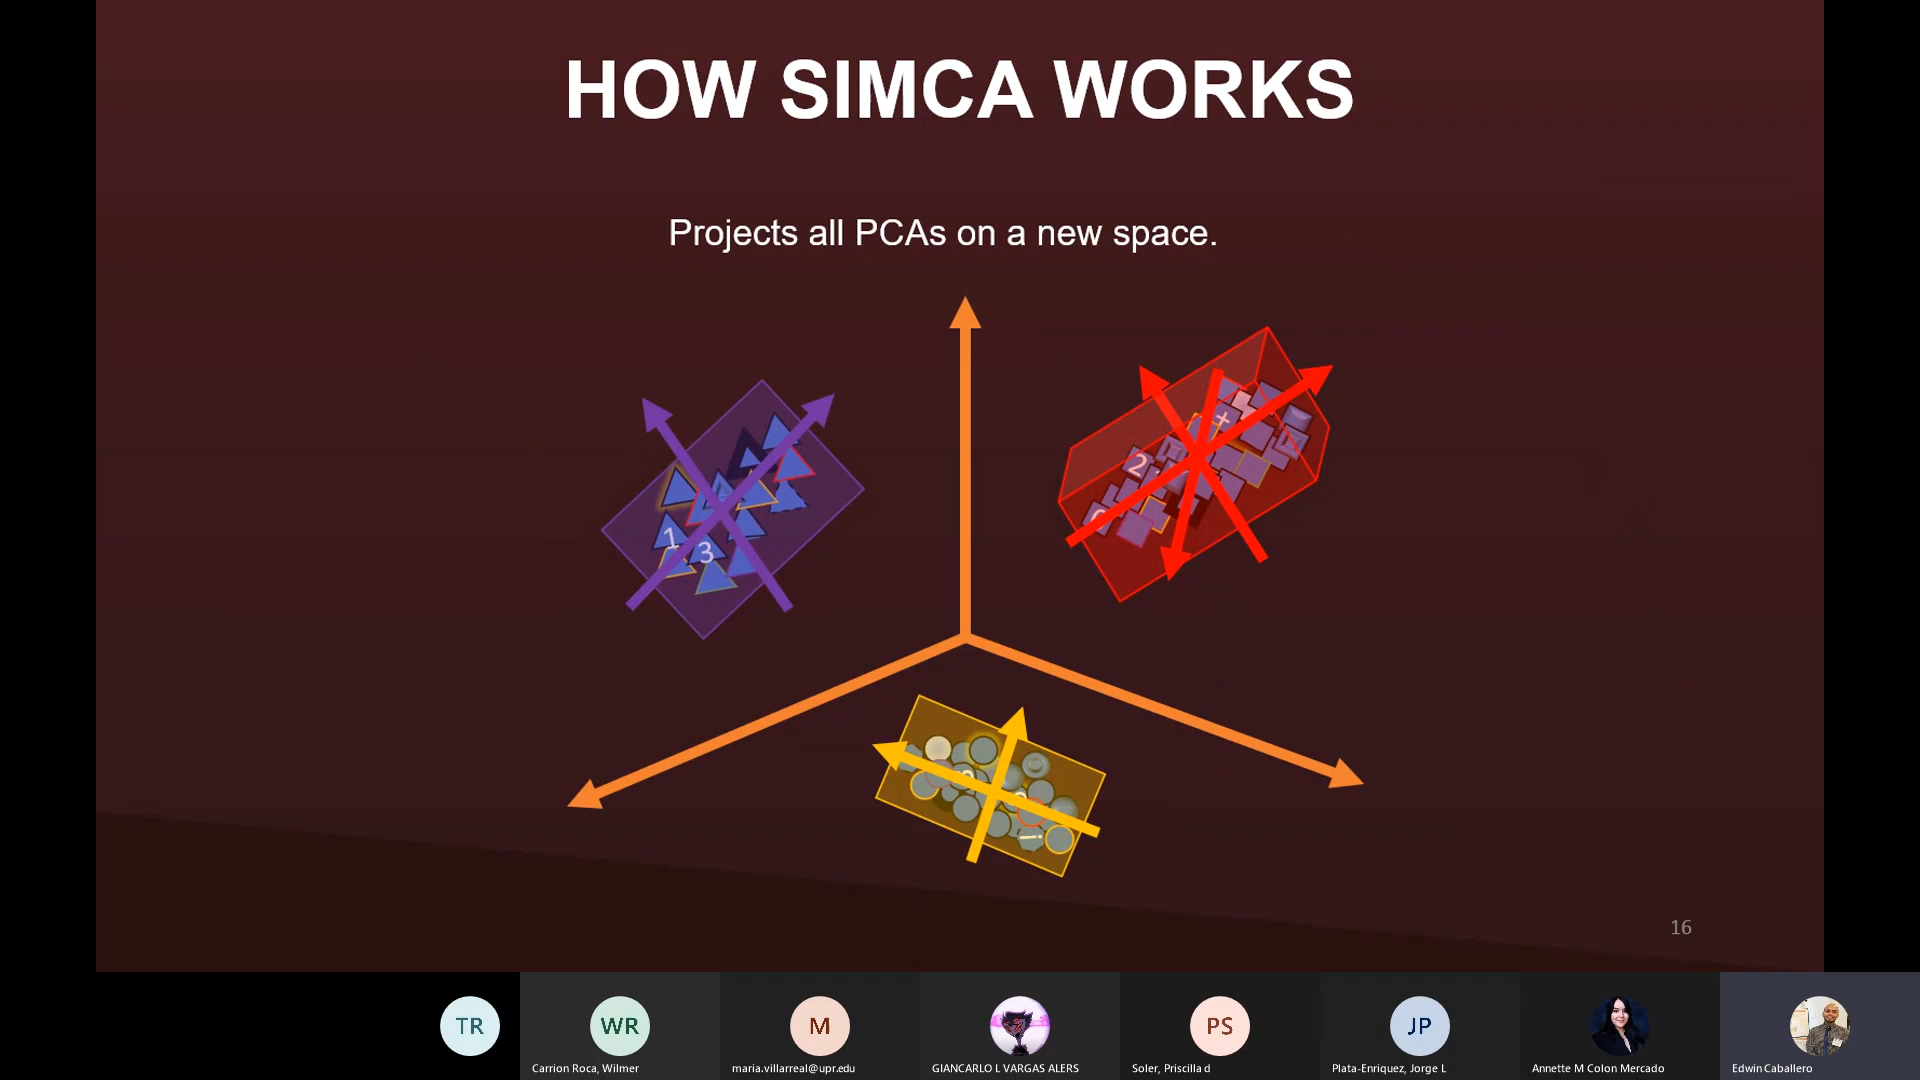 HOW SIMCA WORKS
Projects all PCAs on a new space.
2
1
3
16
TR
WR
M
PS
JP
Carrion Roca, Wilmer
maria.villarreal@upr.edu
GIANCARLO L VARGAS ALERS
Soler, Priscilla d
Plata-Enriquez, Jorge L
Annette M Colon Mercado
Edwin Caballero